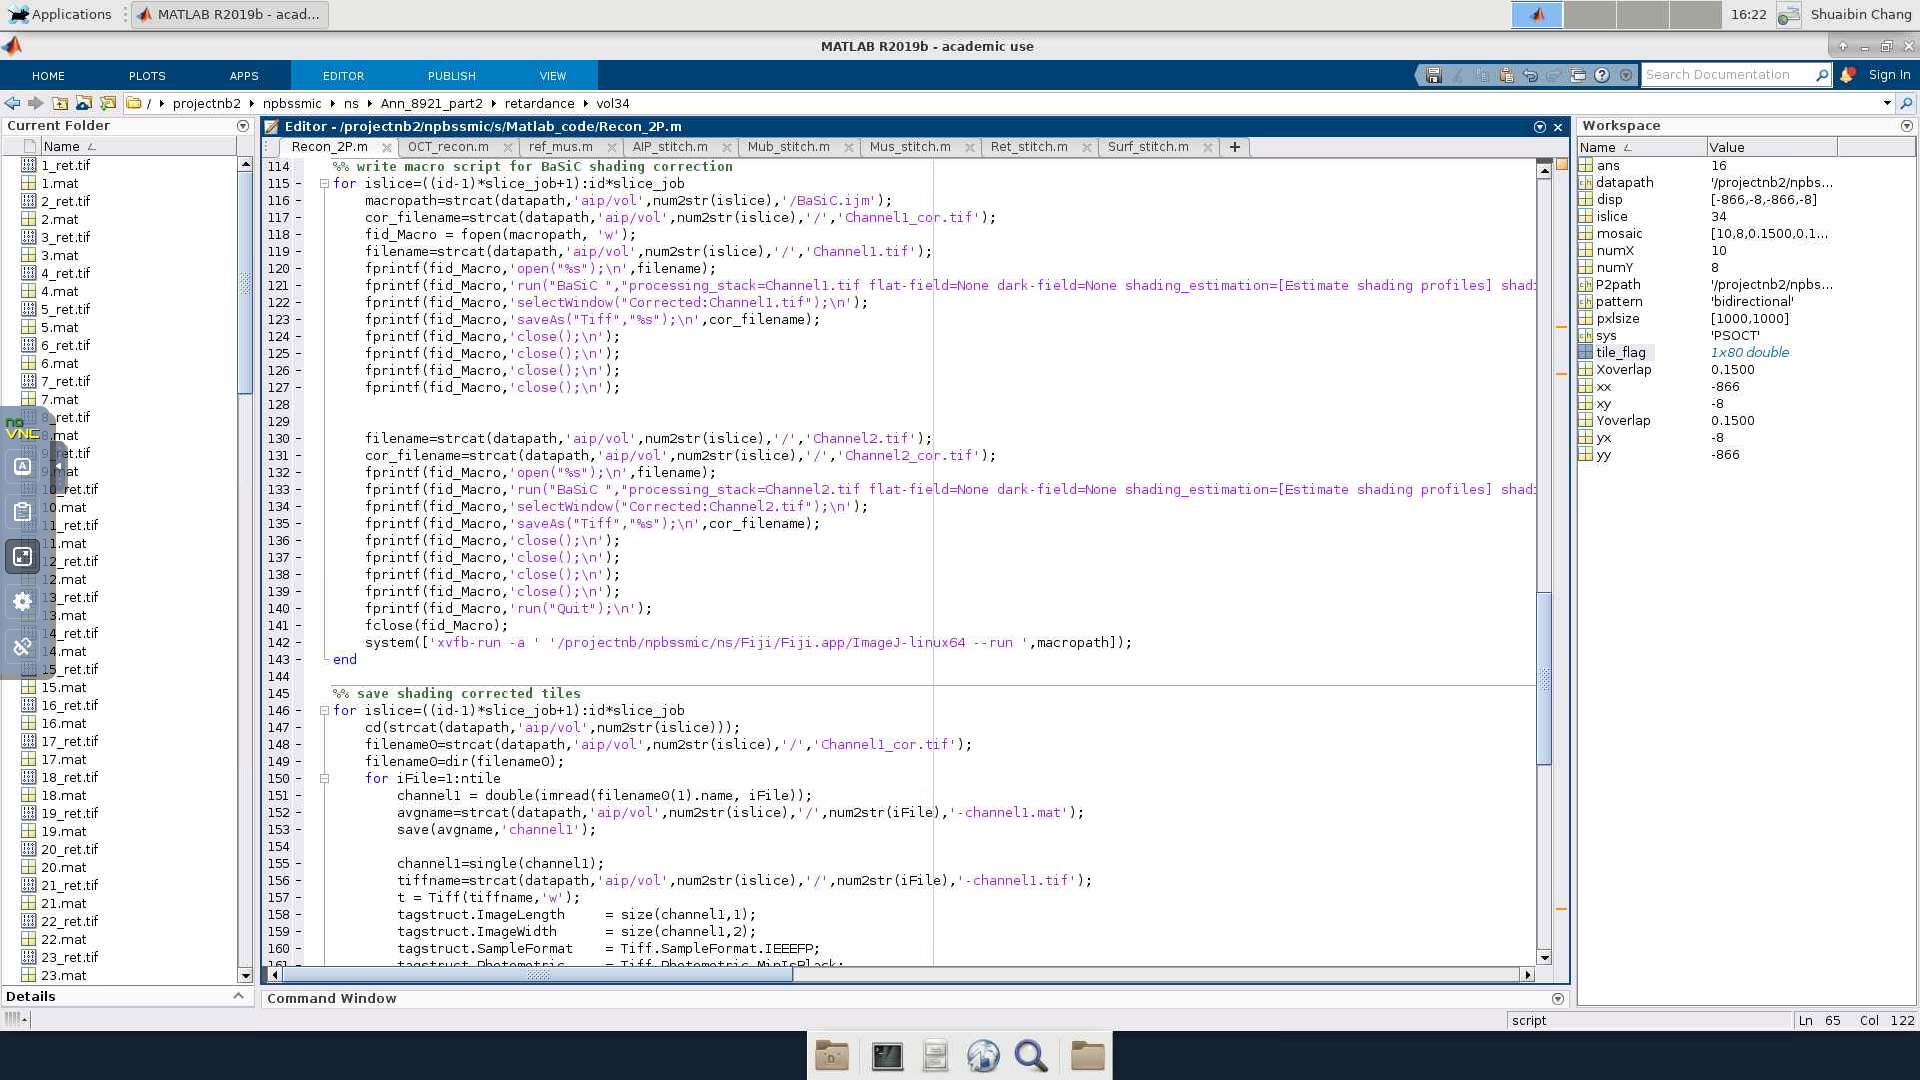 Applications
MATLAB R2019b - acad...
16:22
Shuaibin Chang
MATLAB R2019b - academic use
HOME
PLOTS
APPS
EDITOR
PUBLISH
VIEW
Search Documentation
Sign In
/ ▸ projectnb2 ▸ npbssmic ▸ ns ▸ Ann_8921_part2 ▸ retardance ▸ vol34
Current Folder
Name
1_ret.tif
1.mat
2_ret.tif
2.mat
3_ret.tif
3.mat
4_ret.tif
4.mat
5_ret.tif
5.mat
6_ret.tif
6.mat
7_ret.tif
7.mat
8_ret.tif
8.mat
9_ret.tif
9.mat
10_ret.tif
10.mat
11_ret.tif
11.mat
12_ret.tif
12.mat
13_ret.tif
13.mat
14_ret.tif
14.mat
15_ret.tif
15.mat
16_ret.tif
16.mat
17_ret.tif
17.mat
18_ret.tif
18.mat
19_ret.tif
19.mat
20_ret.tif
20.mat
21_ret.tif
21.mat
22_ret.tif
22.mat
23_ret.tif
23.mat
Details
no
VNC
A
Editor - /projectnb2/npbssmic/s/Matlab_code/Recon_2P.m
Recon_2P.m
OCT_recon.m
ref_mus.m
AIP_stitch.m
Mub_stitch.m
Mus_stitch.m
Ret_stitch.m
Surf_stitch.m
114 %% write macro script for BaSiC shading correction
115 - for islice=((id-1)*slice_job+1):id*slice_job
116 - macropath=strcat(datapath,'aip/vol',num2str(islice),'/BaSiC.ijm');
117 - cor_filename=strcat(datapath,'aip/vol',num2str(islice),'/','Channel1_cor.tif');
118 - fid_Macro = fopen(macropath, 'w');
119 - filename=strcat(datapath,'aip/vol',num2str(islice),'/','Channel1.tif');
120 - fprintf(fid_Macro,'open("%s");\n',filename);
121 - fprintf(fid_Macro,'run("BaSiC ","processing_stack=Channel1.tif flat-field=None dark-field=None shading_estimation=[Estimate shading profiles] shad
122 - fprintf(fid_Macro,'selectWindow("Corrected:Channel1.tif");\n');
123 - fprintf(fid_Macro,'saveAs("Tiff","%s");\n',cor_filename);
124 - fprintf(fid_Macro,'close();\n');
125 - fprintf(fid_Macro,'close();\n');
126 - fprintf(fid_Macro,'close();\n');
127 - fprintf(fid_Macro,'close();\n');
128
129
130 - filename=strcat(datapath,'aip/vol',num2str(islice),'/','Channel2.tif');
131 - cor_filename=strcat(datapath,'aip/vol',num2str(islice),'/','Channel2_cor.tif');
132 - fprintf(fid_Macro,'open("%s");\n',filename);
133 - fprintf(fid_Macro,'run("BaSiC ","processing_stack=Channel2.tif flat-field=None dark-field=None shading_estimation=[Estimate shading profiles] shad
134 - fprintf(fid_Macro,'selectWindow("Corrected:Channel2.tif");\n');
135 - fprintf(fid_Macro,'saveAs("Tiff","%s");\n',cor_filename);
136 - fprintf(fid_Macro,'close();\n');
137 - fprintf(fid_Macro,'close();\n');
138 - fprintf(fid_Macro,'close();\n');
139 - fprintf(fid_Macro,'close();\n');
140 - fprintf(fid_Macro,'run("Quit");\n');
141 - fclose(fid_Macro);
142 - system(['xvfb-run -a ' '/projectnb/npbssmic/ns/Fiji/Fiji.app/ImageJ-linux64 --run ',macropath]);
143 - end
144
145 %% save shading corrected tiles
146 - for islice=((id-1)*slice_job+1):id*slice_job
147 - cd(strcat(datapath,'aip/vol',num2str(islice)));
148 - filename0=strcat(datapath,'aip/vol',num2str(islice),'/','Channel1_cor.tif');
149 - filename0=dir(filename0);
150 - for iFile=1:ntile
151 - channel1 = double(imread(filename0(1).name, iFile));
152 - avgname=strcat(datapath,'aip/vol',num2str(islice),'/',num2str(iFile),'-channel1.mat');
153 - save(avgname,'channel1');
154
155 - channel1=single(channel1);
156 - tiffname=strcat(datapath,'aip/vol',num2str(islice),'/',num2str(iFile),'-channel1.tif');
157 - t = Tiff(tiffname,'w');
158 - tagstruct.ImageLength = size(channel1,1);
159 - tagstruct.ImageWidth = size(channel1,2);
160 - tagstruct.SampleFormat = Tiff.SampleFormat.IEEEFP;
161 - tagstruct.Photometric = Tiff.Photometric.MinIsBlack;
Command Window
Workspace
Name Value
ans 16
datapath '/projectnb2/npbs...
disp [-866,-8,-866,-8]
islice 34
mosaic [10,8,0.1500,0.1...
numX 10
numY 8
P2path '/projectnb2/npbs...
pattern 'bidirectional'
pxlsize [1000,1000]
sys 'PSOCT'
tile_flag 1x80 double
Xoverlap 0.1500
xx -866
xy -8
Yoverlap 0.1500
yx -8
yy -866
script
Ln 65 Col 122